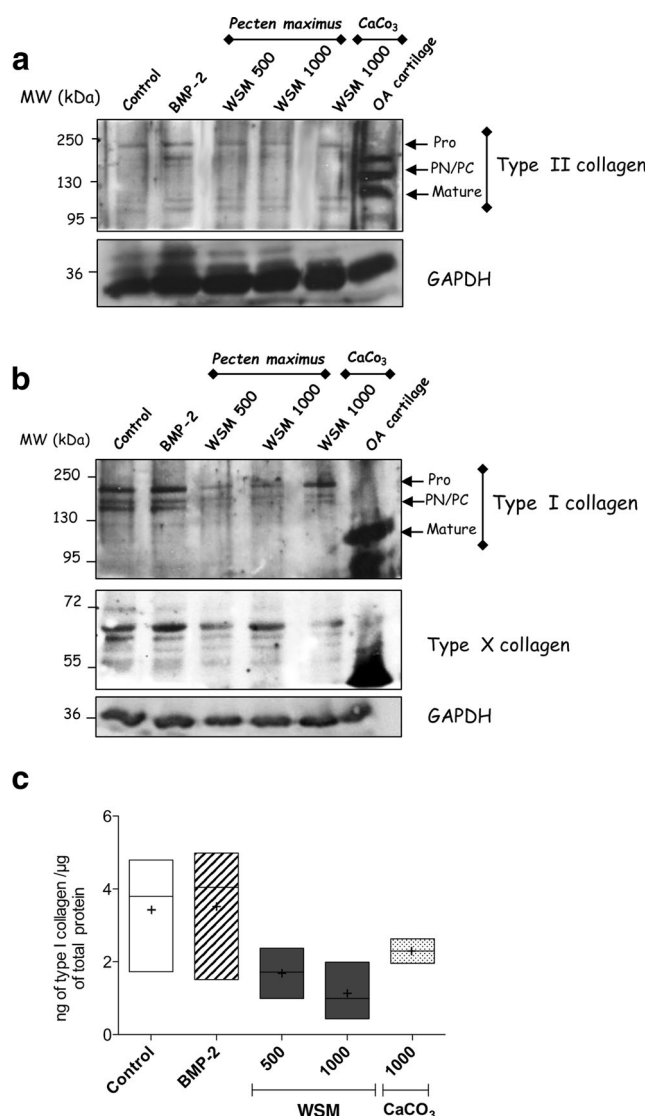 a
Pecten maximus
CaCo3
MW (kDa)
Control
BMP-2
WSM 500
WSM 1000
WSM 1000
OA cartilage
250
130
95
Pro
PN/PC
Mature
Type II collagen
36
GAPDH
b
Pecten maximus
CaCo3
MW (kDa)
Control
BMP-2
WSM 500
WSM 1000
WSM 1000
OA cartilage
250
130
95
Pro
PN/PC
Mature
Type I collagen
72
55
Type X collagen
36
GAPDH
c
ng of type I collagen /µg
of total protein
6
4
2
0
Control
BMP-2
500
1000
1000
WSM
CaCO3